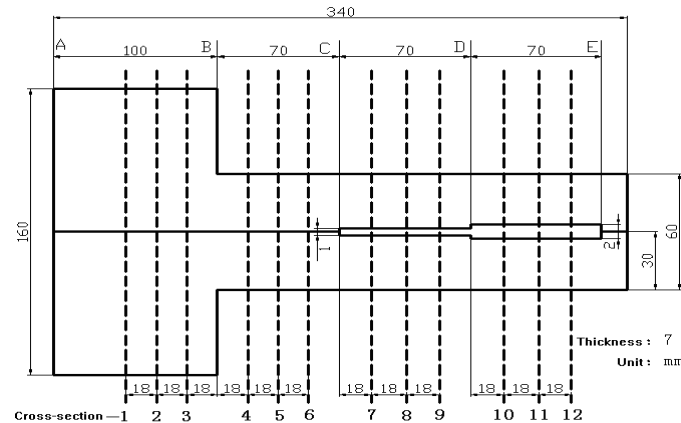 340
A 100 B 70 C 70 D 70 E
160
1
2
30
60
Thickness : 7
Unit : mm
18 18 18 18 18 18 18 18 18 18 18 18
Cross-section —1 2 3 4 5 6 7 8 9 10 11 12